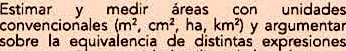 Estimar y medir áreas con unidades
convencionales (m², cm², ha, km²) y argumentar
sobre la equivalencia de distintas expresiones